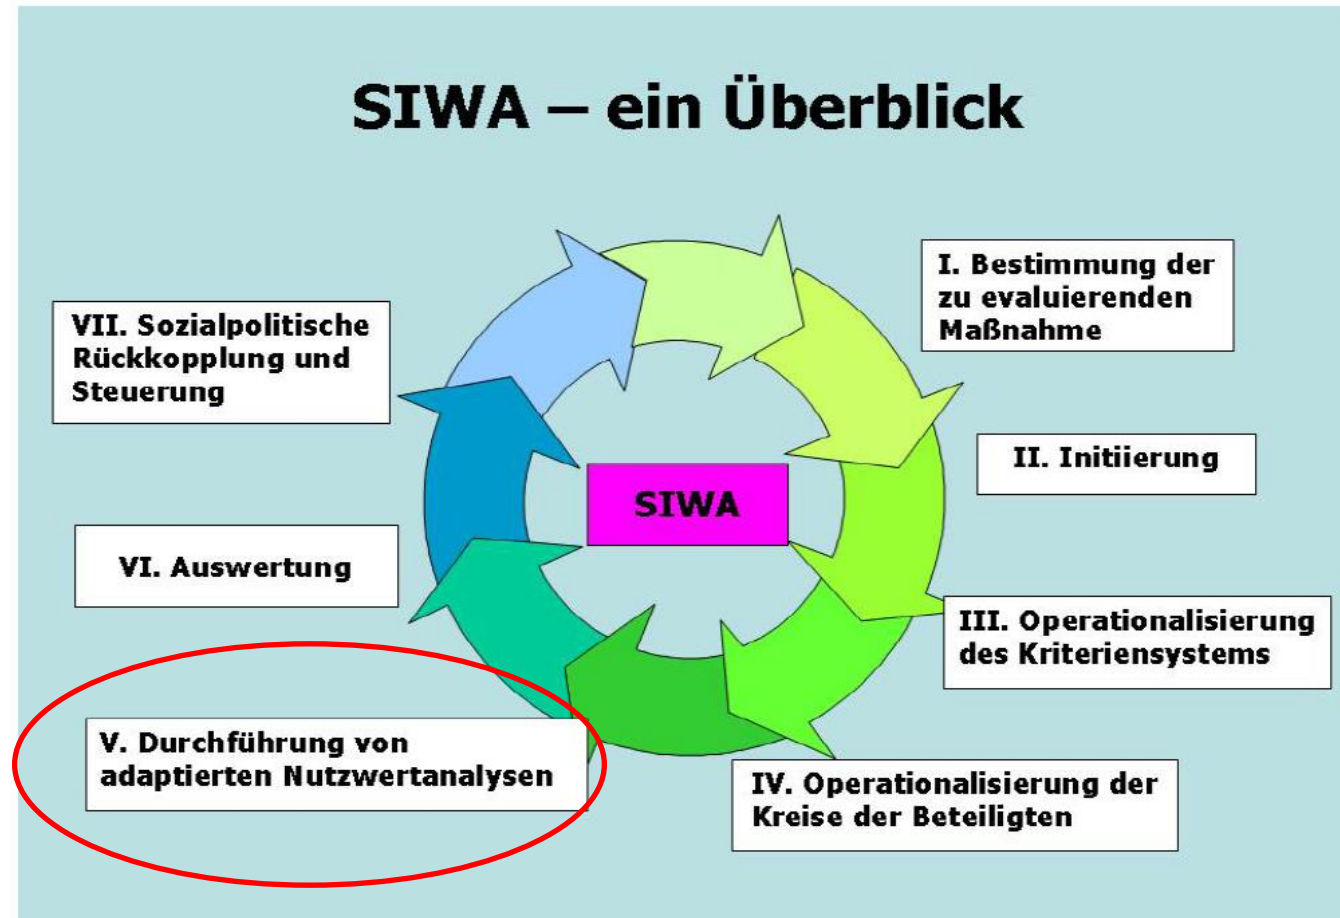 SIWA – ein Überblick
I. Bestimmung der
zu evaluierenden
Maßnahme
II. Initiierung
III. Operationalisierung
des Kriteriensystems
IV. Operationalisierung der
Kreise der Beteiligten
V. Durchführung von
adaptierten Nutzwertanalysen
VI. Auswertung
VII. Sozialpolitische
Rückkopplung und
Steuerung
SIWA